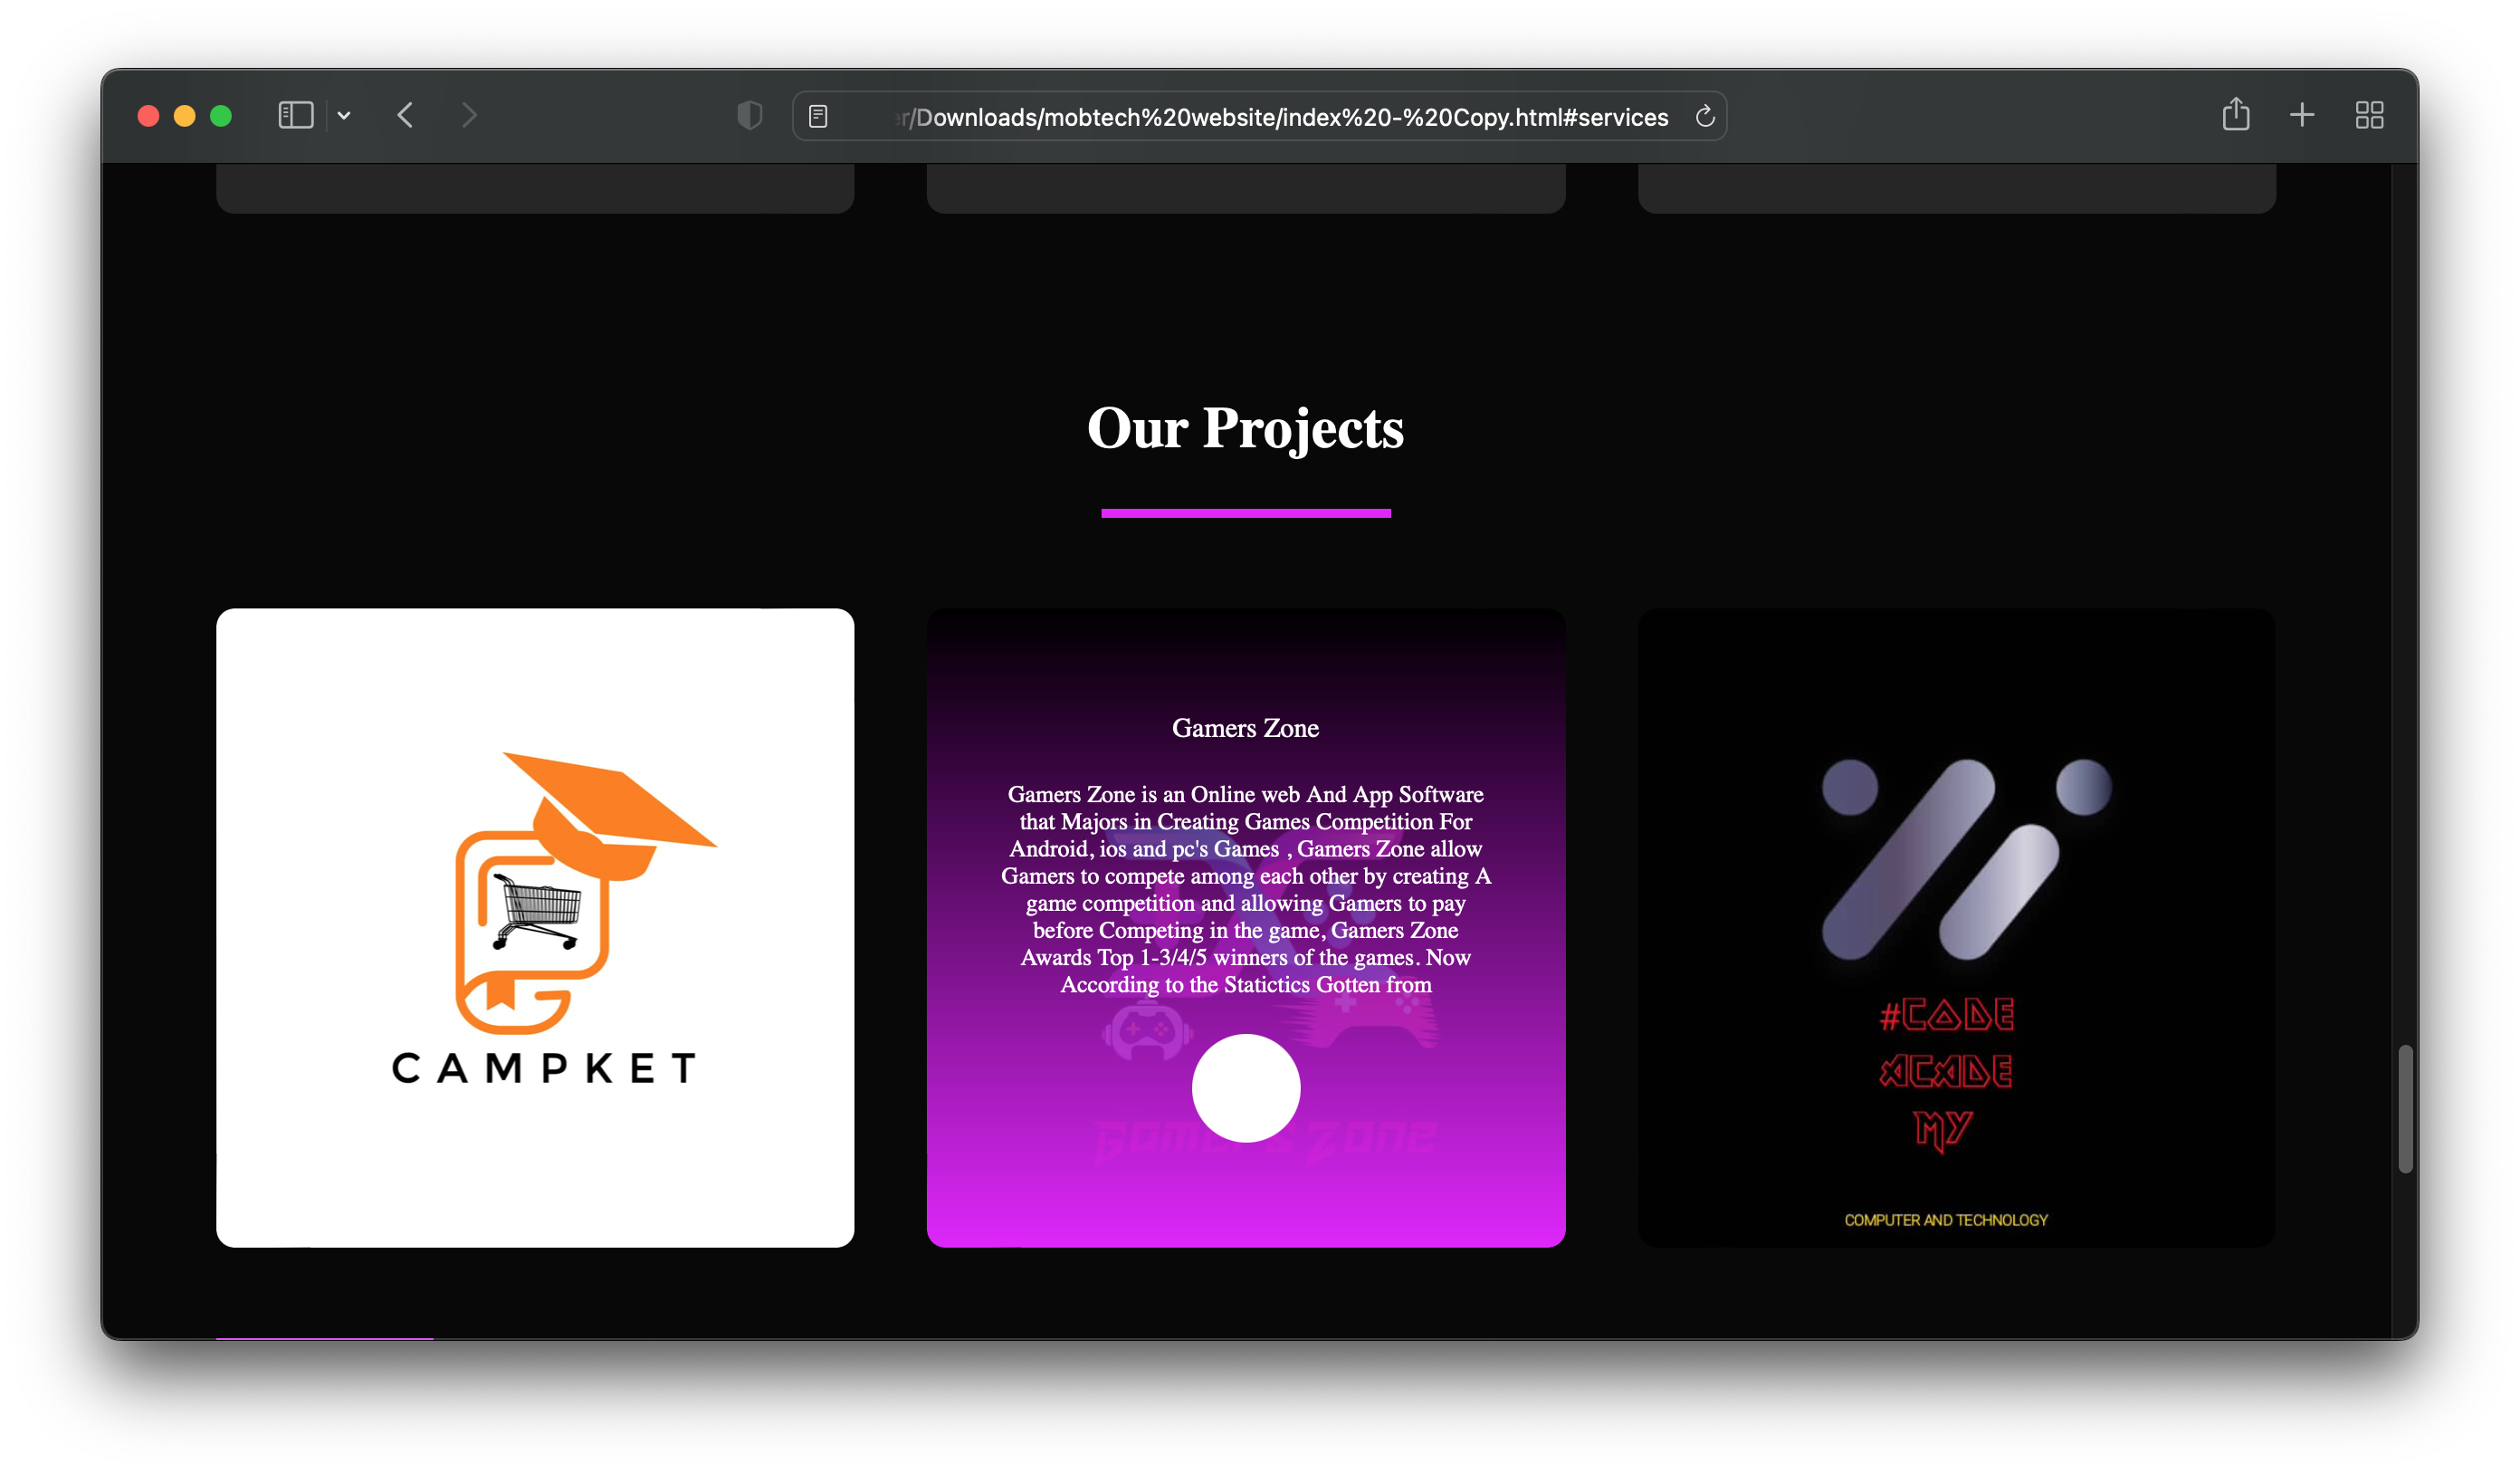 r/Downloads/mobtech%20website/index%20-%20Copy.html#services
Our Projects
CAMPKET
Gamers Zone
Gamers Zone is an Online web And App Software
that Majors in Creating Games Competition For
Android, ios and pc's Games , Gamers Zone allow
Gamers to compete among each other by creating A
game competition and allowing Gamers to pay
before Competing in the game, Gamers Zone
Awards Top 1-3/4/5 winners of the games. Now
According to the Statictics Gotten from
Zone
#CADE
ACADE
MY
COMPUTER AND TECHNOLOGY